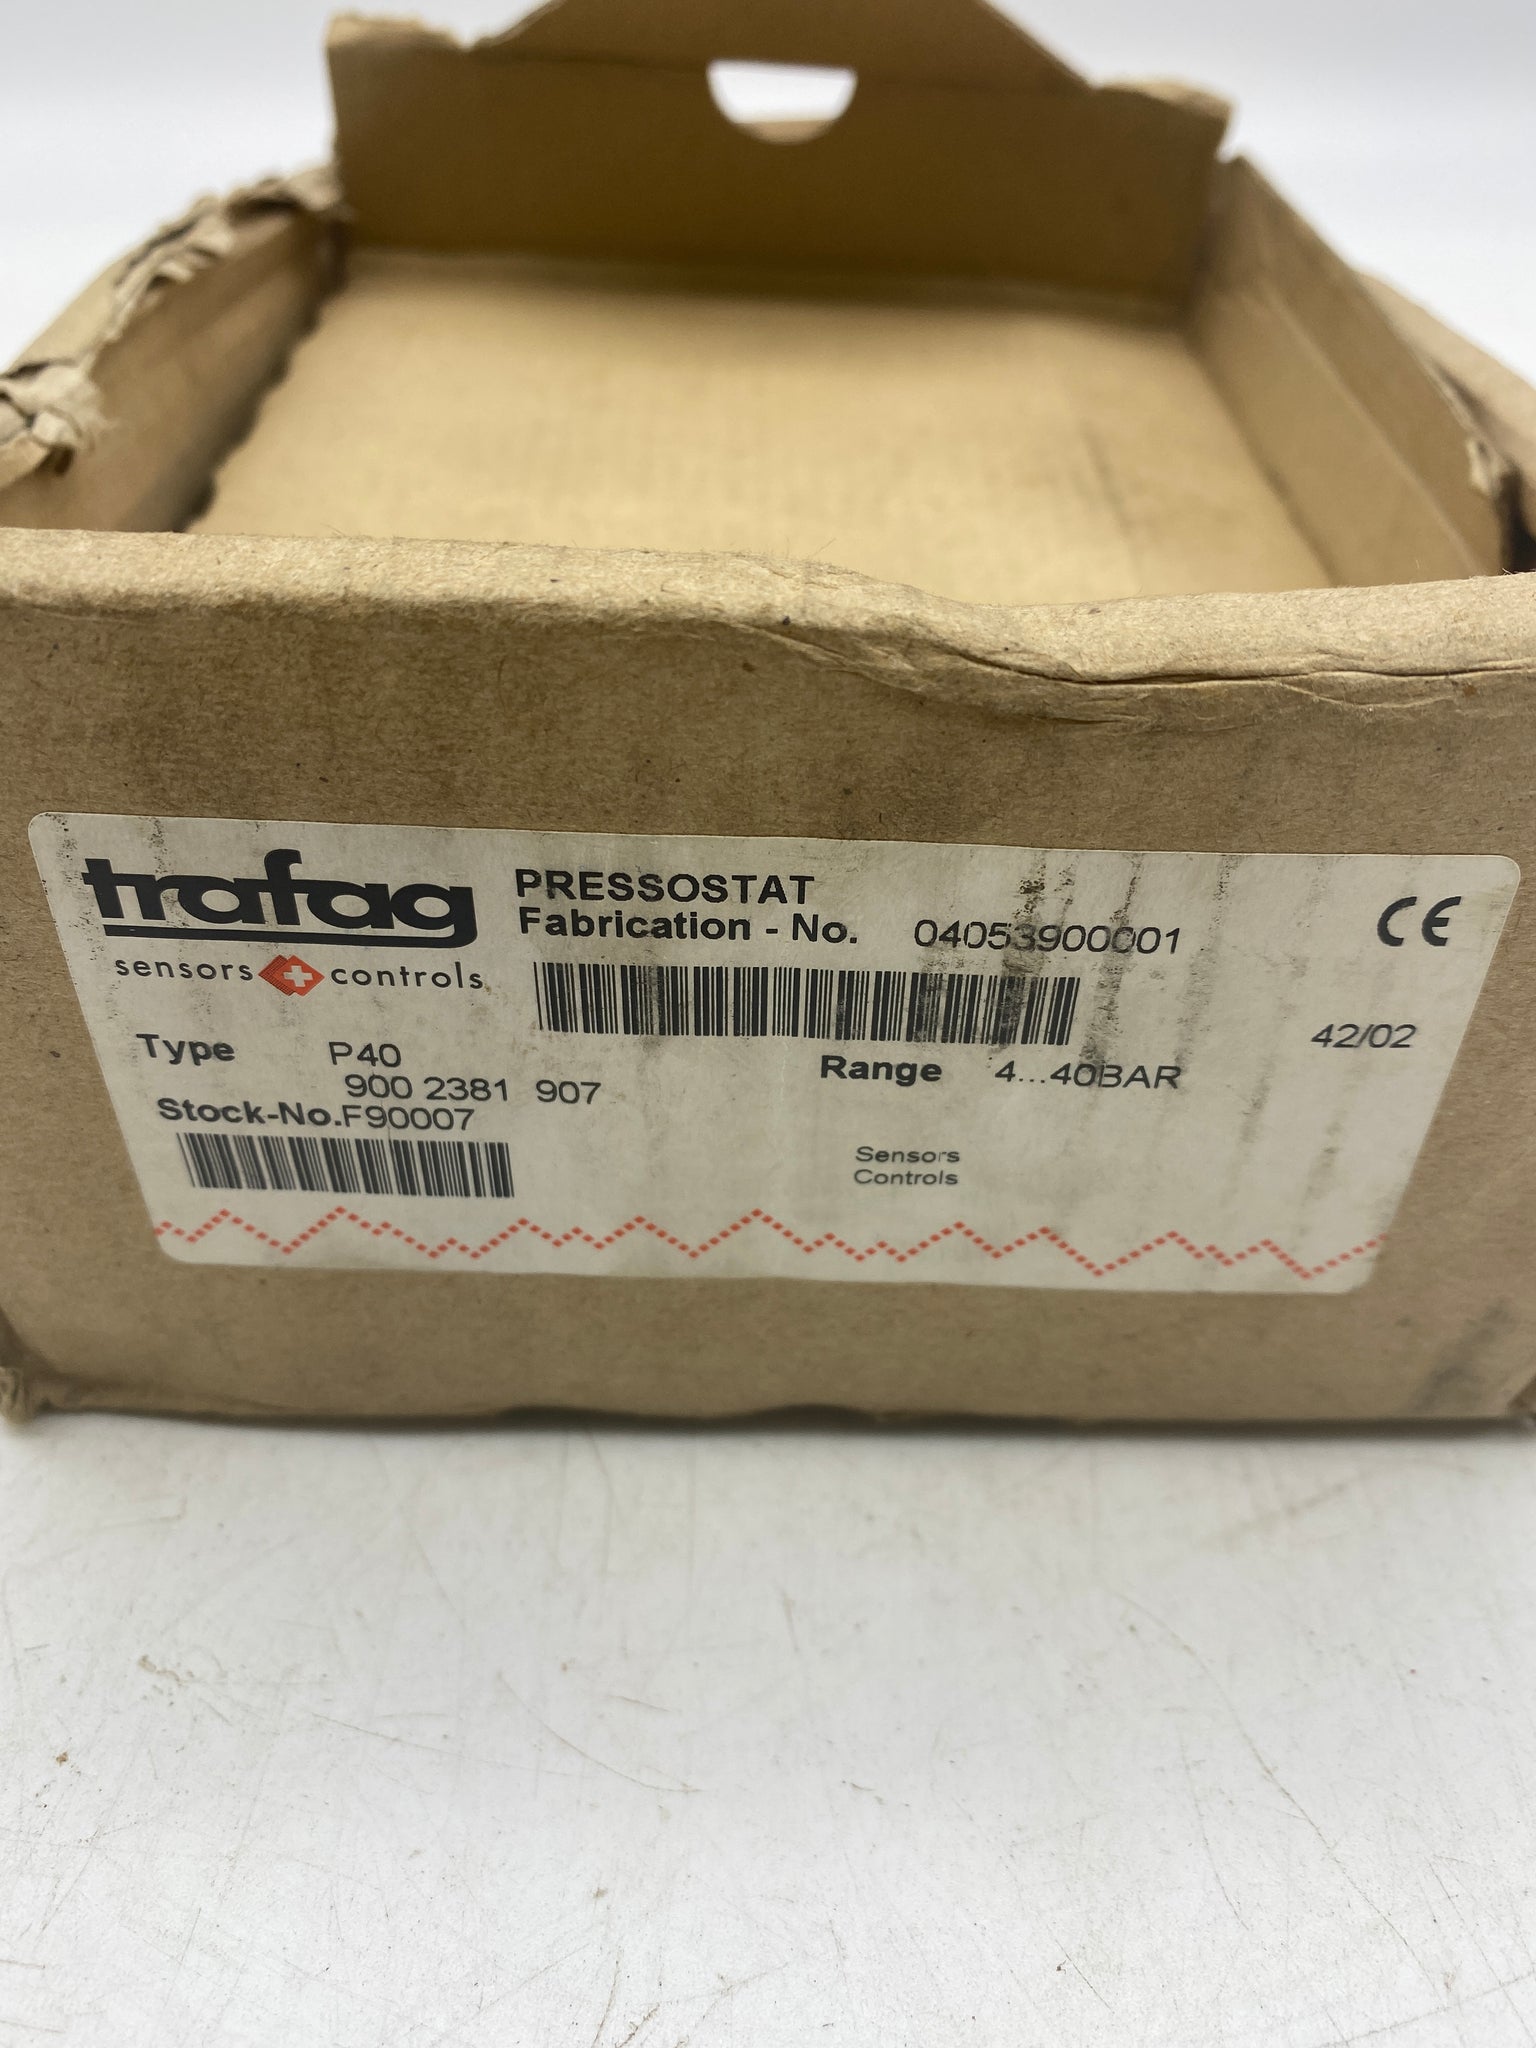 trafag
sensors controls
PRESSOSTAT
Fabrication - No. 04053900001
CE
42/02
Type P40
900 2381 907
Range 4...40BAR
Stock-No.F90007
Sensors
Controls